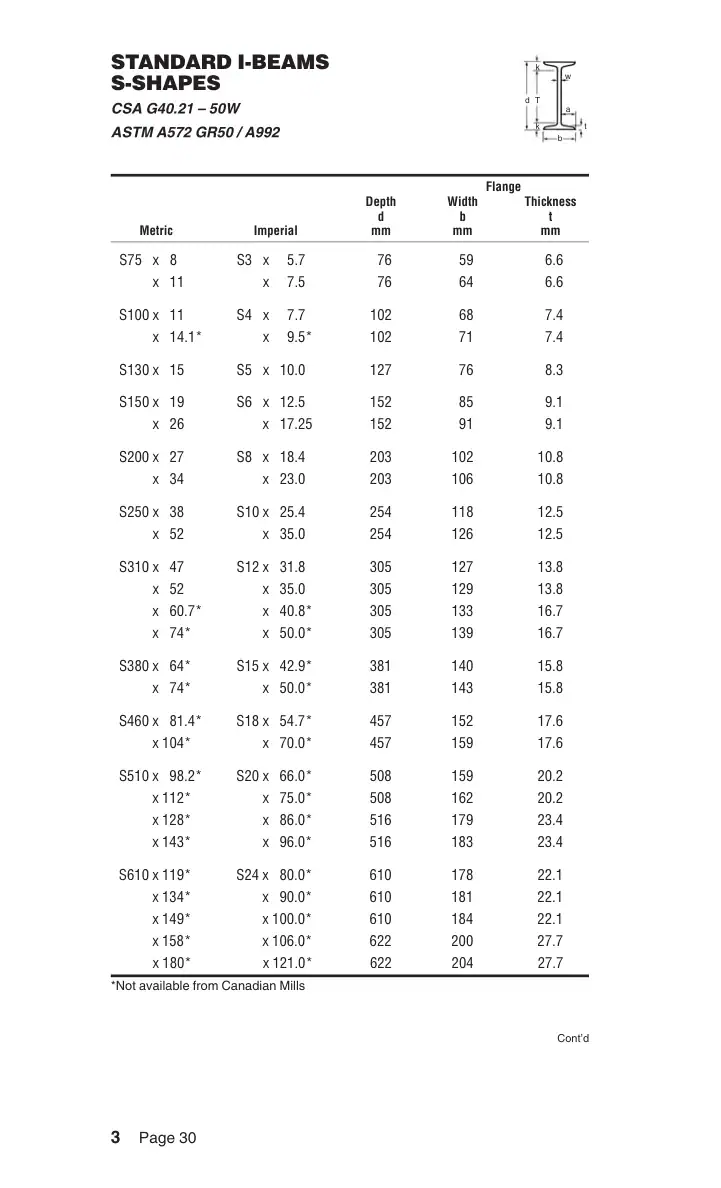 STANDARD I-BEAMS
S-SHAPES
CSA G40.21 – 50W
ASTM A572 GR50 / A992
k
w
d T
a
k
t
b
Flange
Depth Width Thickness
d b t
Metric Imperial mm mm mm
S75 x 8 S3 x 5.7 76 59 6.6
x 11 x 7.5 76 64 6.6
S100 x 11 S4 x 7.7 102 68 7.4
x 14.1* x 9.5* 102 71 7.4
S130 x 15 S5 x 10.0 127 76 8.3
S150 x 19 S6 x 12.5 152 85 9.1
x 26 x 17.25 152 91 9.1
S200 x 27 S8 x 18.4 203 102 10.8
x 34 x 23.0 203 106 10.8
S250 x 38 S10 x 25.4 254 118 12.5
x 52 x 35.0 254 126 12.5
S310 x 47 S12 x 31.8 305 127 13.8
x 52 x 35.0 305 129 13.8
x 60.7* x 40.8* 305 133 16.7
x 74* x 50.0* 305 139 16.7
S380 x 64* S15 x 42.9* 381 140 15.8
x 74* x 50.0* 381 143 15.8
S460 x 81.4* S18 x 54.7* 457 152 17.6
x 104* x 70.0* 457 159 17.6
S510 x 98.2* S20 x 66.0* 508 159 20.2
x 112* x 75.0* 508 162 20.2
x 128* x 86.0* 516 179 23.4
x 143* x 96.0* 516 183 23.4
S610 x 119* S24 x 80.0* 610 178 22.1
x 134* x 90.0* 610 181 22.1
x 149* x 100.0* 610 184 22.1
x 158* x 106.0* 622 200 27.7
x 180* x 121.0* 622 204 27.7
*Not available from Canadian Mills
Cont'd
3 Page 30